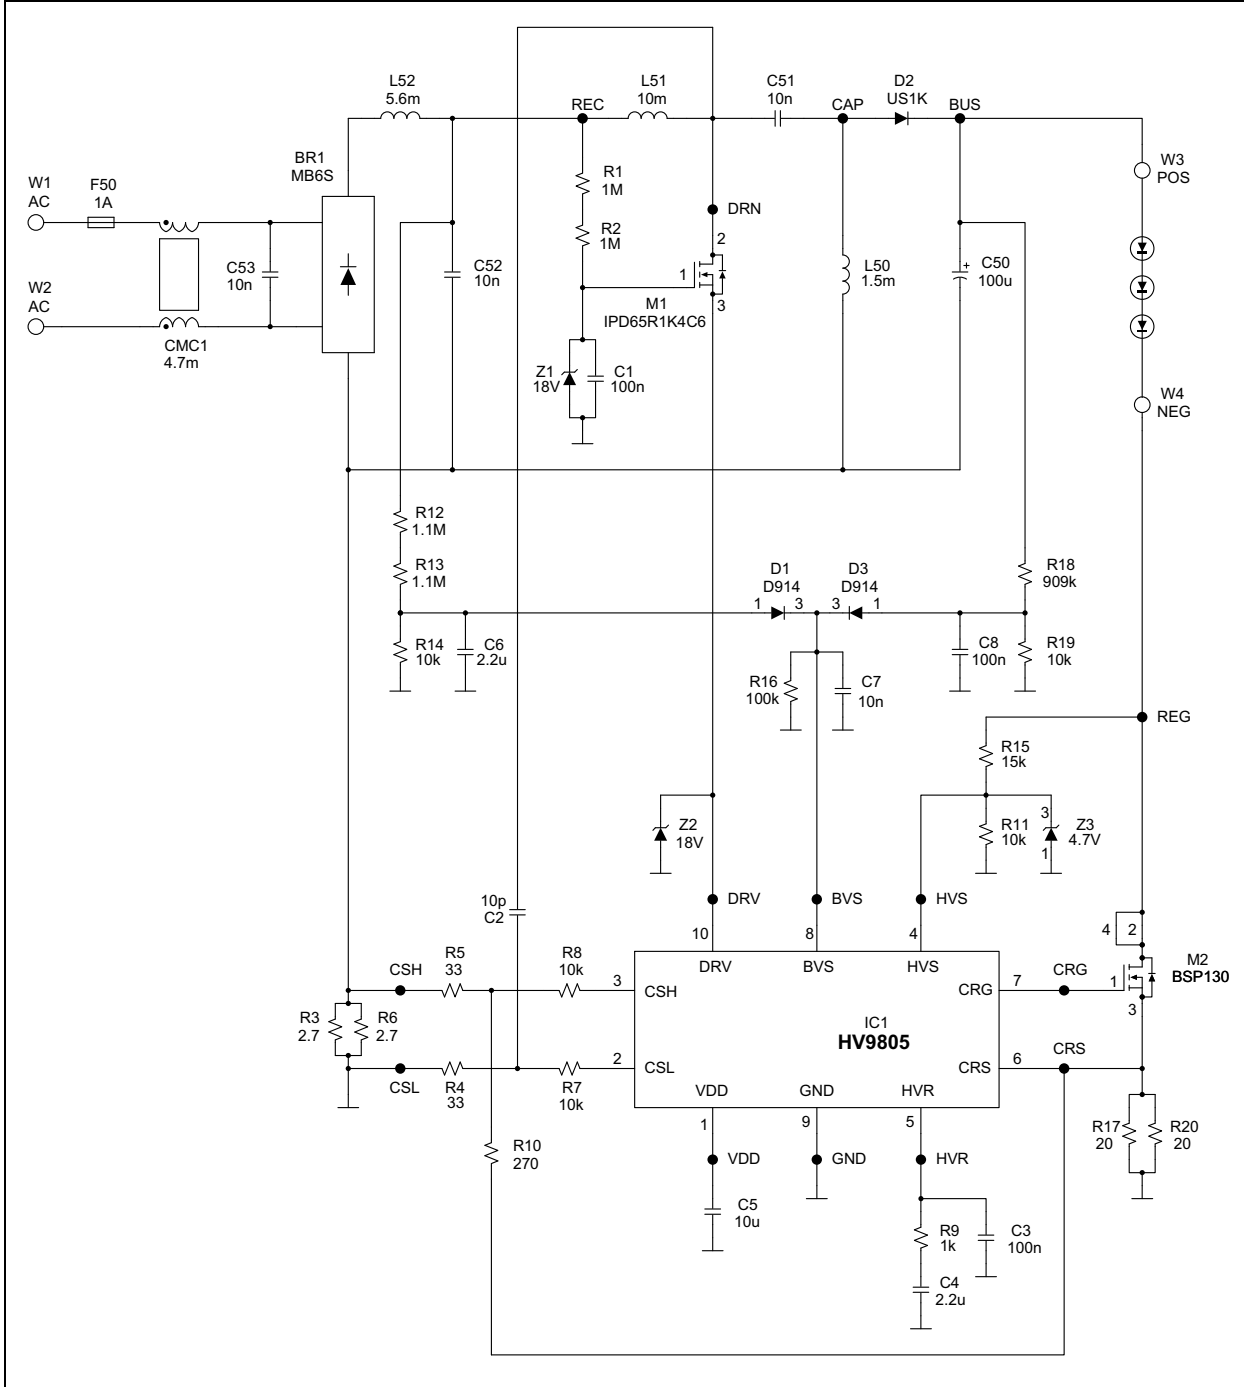 L52
5.6m
REC
L51
10m
C51
10n
CAP
D2
US1K
BUS
W3
POS
BR1
MB6S
W1
AC
F50
1A
R1
1M
DRN
R2
1M
2
1
3
M1
IPD65R1K4C6
C53
10n
C52
10n
L50
1.5m
+
C50
100u
W2
AC
CMC1
4.7m
Z1
18V
C1
100n
W4
NEG
R12
1.1M
R13
1.1M
D1
D914
1
3
D3
D914
3
1
R18
909k
R14
10k
C6
2.2u
R16
100k
C7
10n
C8
100n
R19
10k
REG
R15
15k
Z2
18V
R11
10k
3
Z3
4.7V
1
10p
C2
DRV
BVS
HVS
10
8
4
4
2
M2
BSP130
1
3
CSH
R5
33
R8
10k
3
CSH
DRV
BVS
HVS
CRG
7
CRG
R3
2.7
R6
2.7
IC1
HV9805
CSL
R4
33
R7
10k
2
CSL
CRS
6
CRS
VDD
GND
HVR
1
9
5
R17
20
R20
20
R10
270
VDD
GND
HVR
C5
10u
R9
1k
C3
100n
C4
2.2u